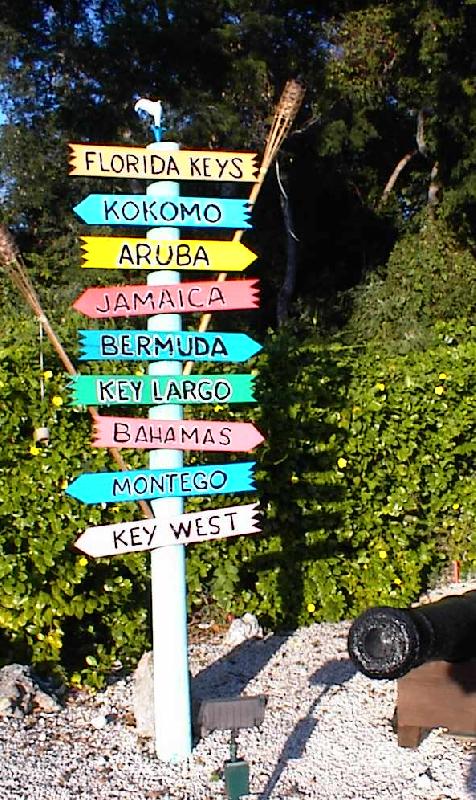 FLORIDA KEYS
KOKOMO
ARUBA
JAMAICA
BERMUDA
KEY LARGO
BAHAMAS
MONTEGO
KEY WEST